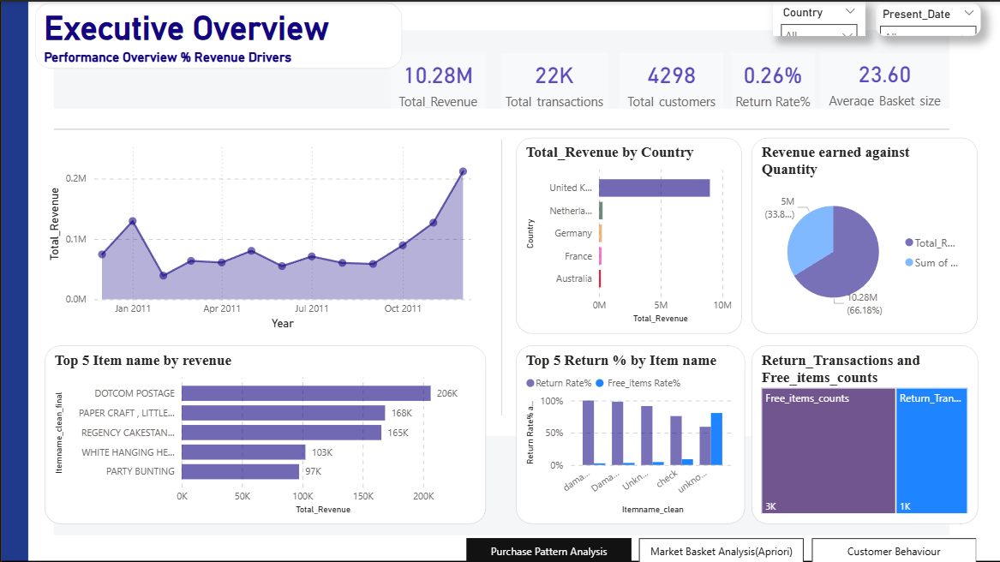 Executive Overview
Performance Overview % Revenue Drivers
Country
All
Present_Date
10.28M
Total_Revenue
22K
Total transactions
4298
Total customers
0.26%
Return Rate%
23.60
Average Basket size
Total_Revenue
0.2M
0.1M
0.0M
Jan 2011
Apr 2011
Jul 2011
Oct 2011
Year
Total_Revenue by Country
Country
United K...
Netherla...
Germany
France
Australia
0M
5M
10M
Total_Revenue
Revenue earned against
Quantity
5M
(33.8...)
10.28M
(66.18%)
Total_R...
Sum of ...
Top 5 Item name by revenue
Itemname_clean_final
DOTCOM POSTAGE
206K
PAPER CRAFT , LITTLE...
168K
REGENCY CAKESTAN...
165K
WHITE HANGING HE...
103K
PARTY BUNTING
97K
0K
50K
100K
150K
200K
Total_Revenue
Top 5 Return % by Item name
Return Rate%
Free_items Rate%
Return Rate% a...
100%
50%
0%
dama...
Dama...
Unkn...
check
unkno...
Itemname_clean
Return_Transactions and
Free_items_counts
Free_items_counts
3K
Return_Tran...
1K
Purchase Pattern Analysis
Market Basket Analysis(Apriori)
Customer Behaviour